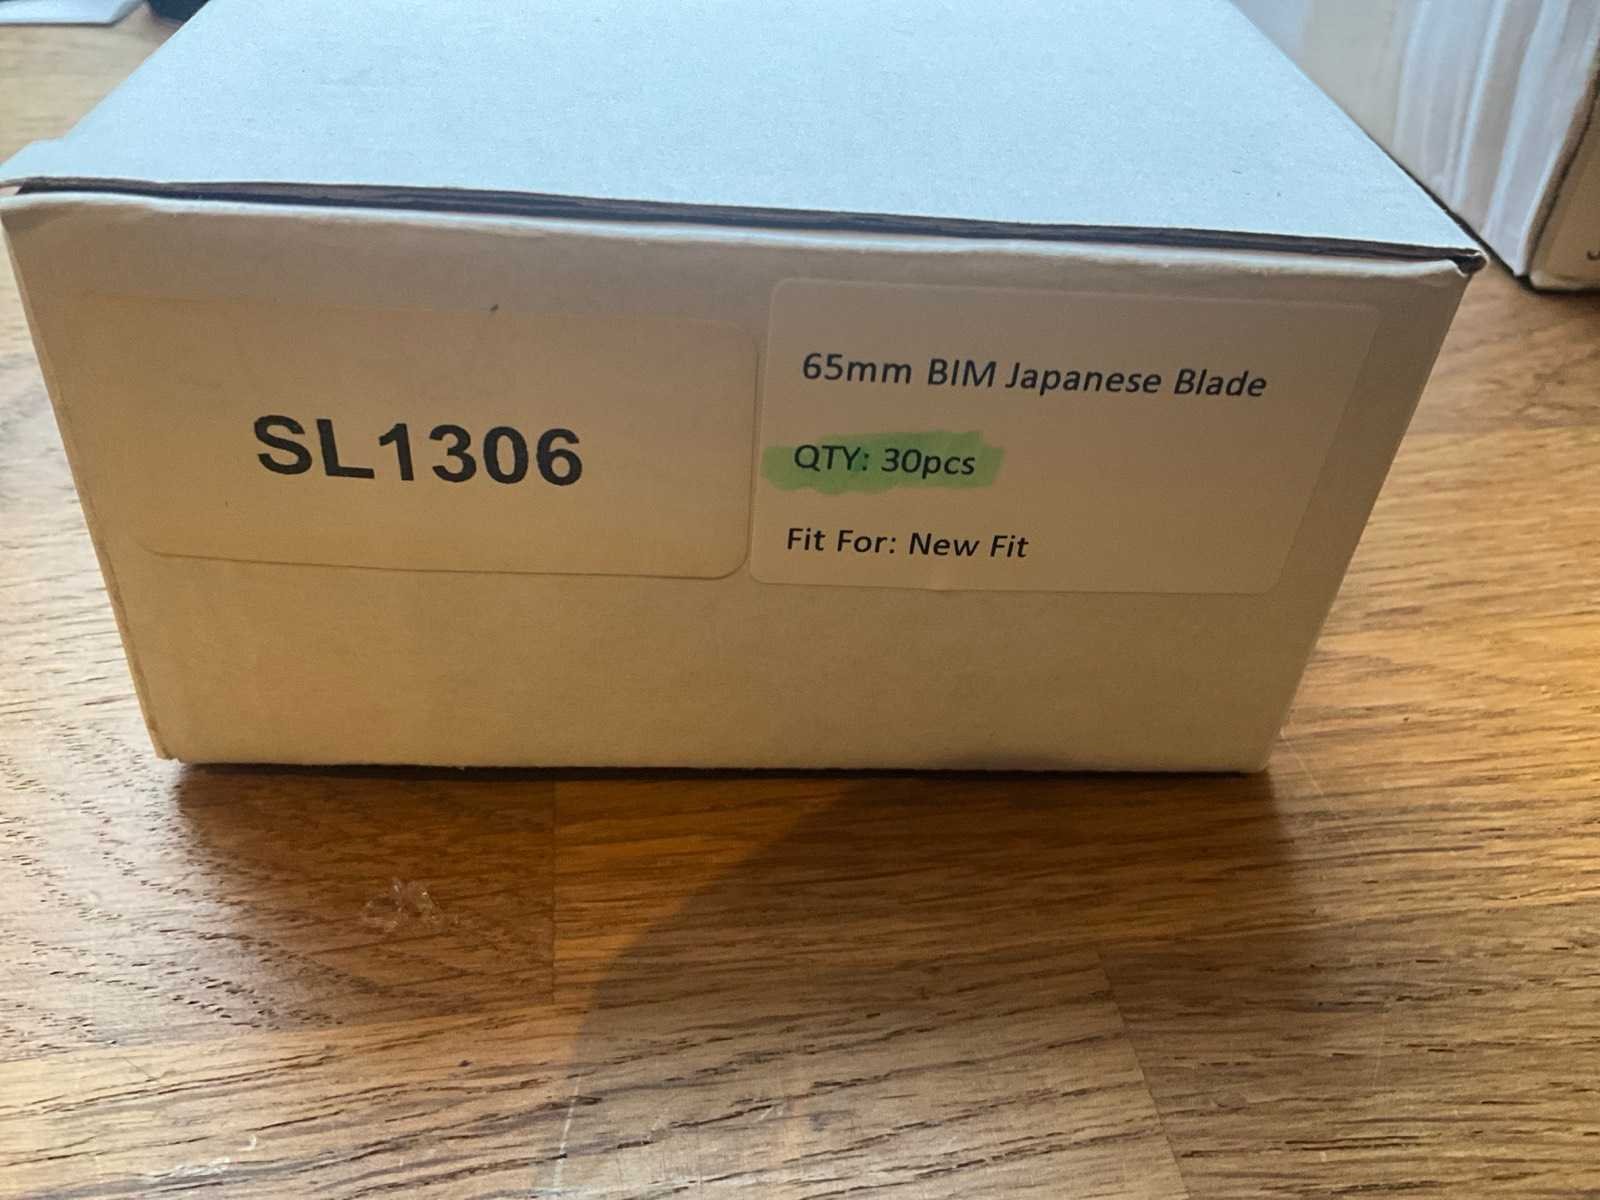 SL1306
65mm BIM Japanese Blade
QTY: 30pcs
Fit For: New Fit